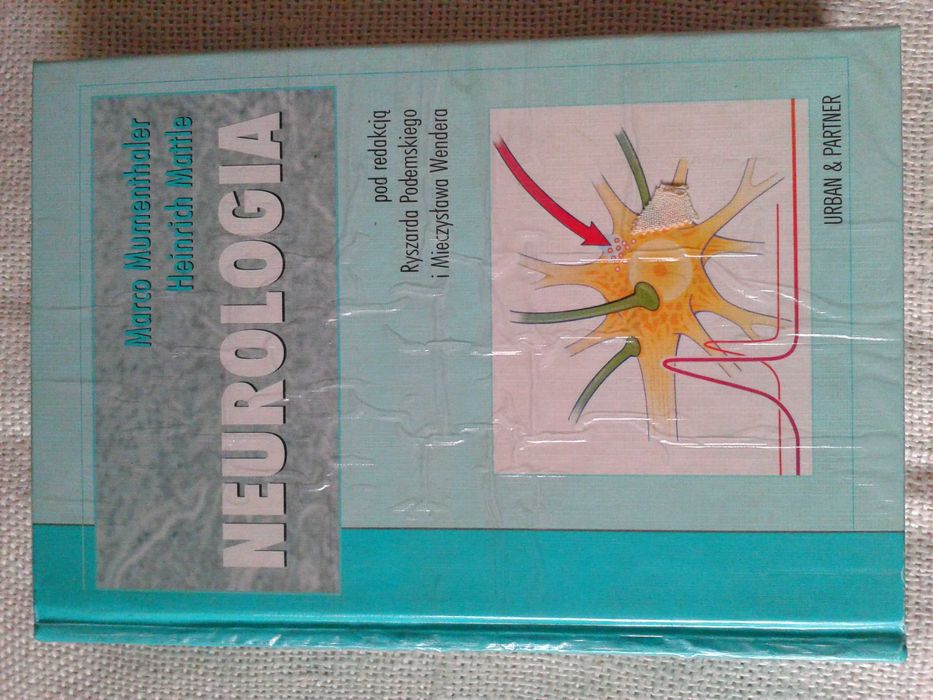 Marco Mumenthaler
Heinrich Mattle
NEUROLOGIA
pod redakcją
Ryszarda Podemskiego
i Mieczysława Wendera
URBAN & PARTNER